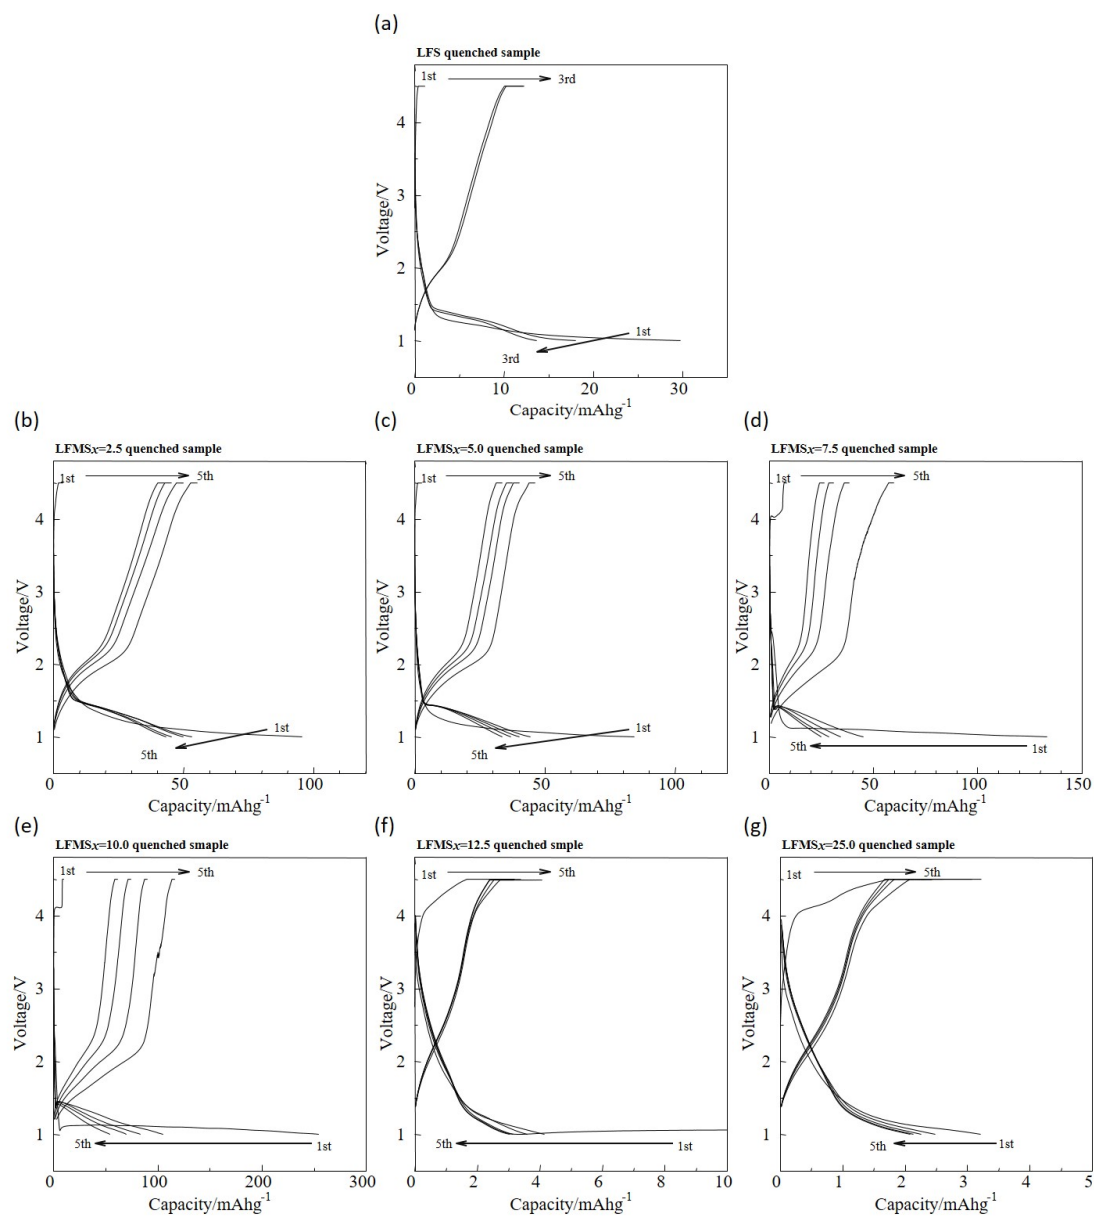 (a)
LFS quenched sample
1st
3rd
4
3
2
1
Voltage/V
1st
3rd
0 10 20 30
Capacity/mAhg-1
(b)
LFMSx=2.5 quenched sample
1st
5th
4
3
2
1
Voltage/V
1st
5th
0 50 100
Capacity/mAhg-1
(c)
LFMSx=5.0 quenched sample
1st
5th
4
3
2
1
Voltage/V
1st
5th
0 50 100
Capacity/mAhg-1
(d)
LFMSx=7.5 quenched sample
1st
5th
4
3
2
1
Voltage/V
5th
1st
0 50 100 150
Capacity/mAhg-1
(e)
LFMSx=10.0 quenched smaple
1st
5th
4
3
2
1
Voltage/V
5th
1st
0 100 200 300
Capacity/mAhg-1
(f)
LFMSx=12.5 quenched smple
1st
5th
4
3
2
1
Voltage/V
5th
1st
0 2 4 6 8 10
Capacity/mAhg-1
(g)
LFMSx=25.0 quenched sample
1st
5th
4
3
2
1
Voltage/V
5th
1st
0 1 2 3 4 5
Capacity/mAhg-1